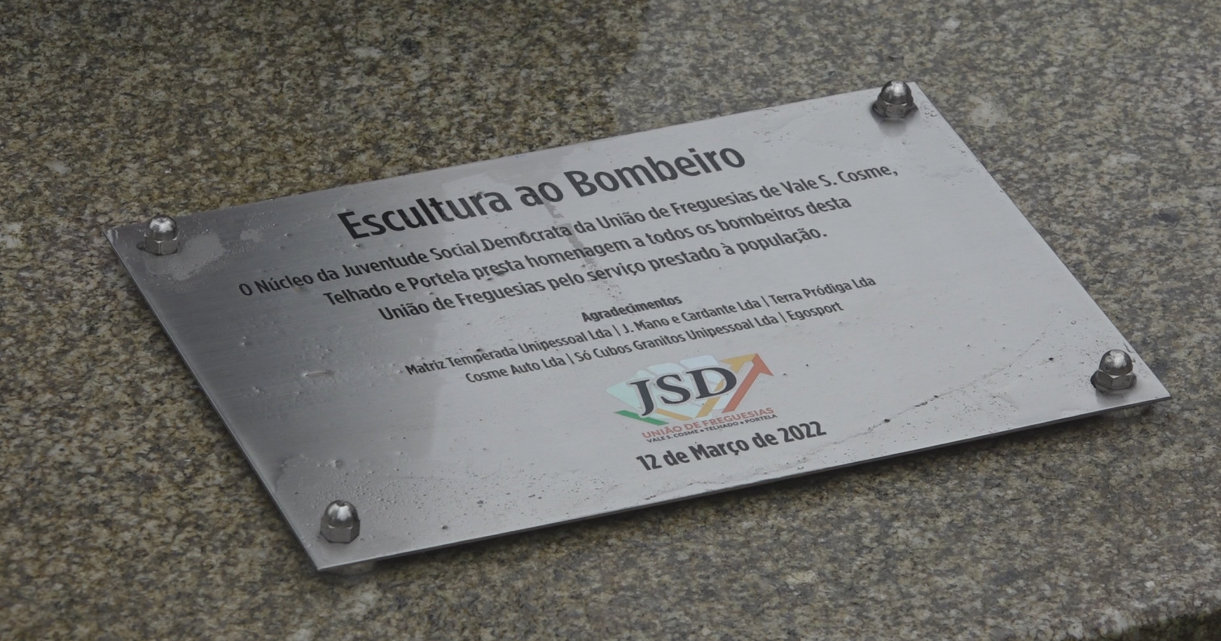 Escultura ao Bombeiro
O Núcleo da Juventude Social Democrata da União de Freguesias de Vale S. Cosme,
Telhado e Portela presta homenagem a todos os bombeiros desta
União de Freguesias pelo serviço prestado à população.
Agradecimentos
Matriz Temperada Unipessoal Lda | J. Mano e Cardante Lda | Terra Pródiga Lda
Cosme Auto Lda | Só Cubos Granitos Unipessoal Lda | Egosport
JSD
UNIÃO DE FREGUESIAS
VALE S. COSME • TELHADO • PORTELA
12 de Março de 2022